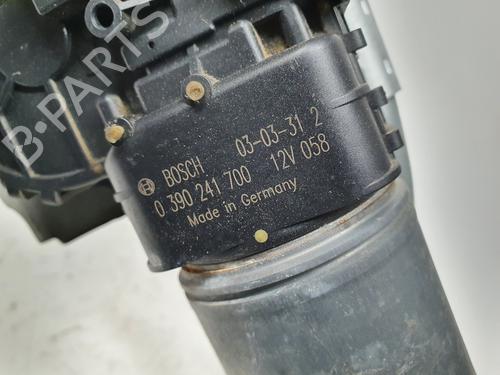 BOSCH 03-03-31 2
0 390 241 700 12V 058
Made in Germany
B-PARTS